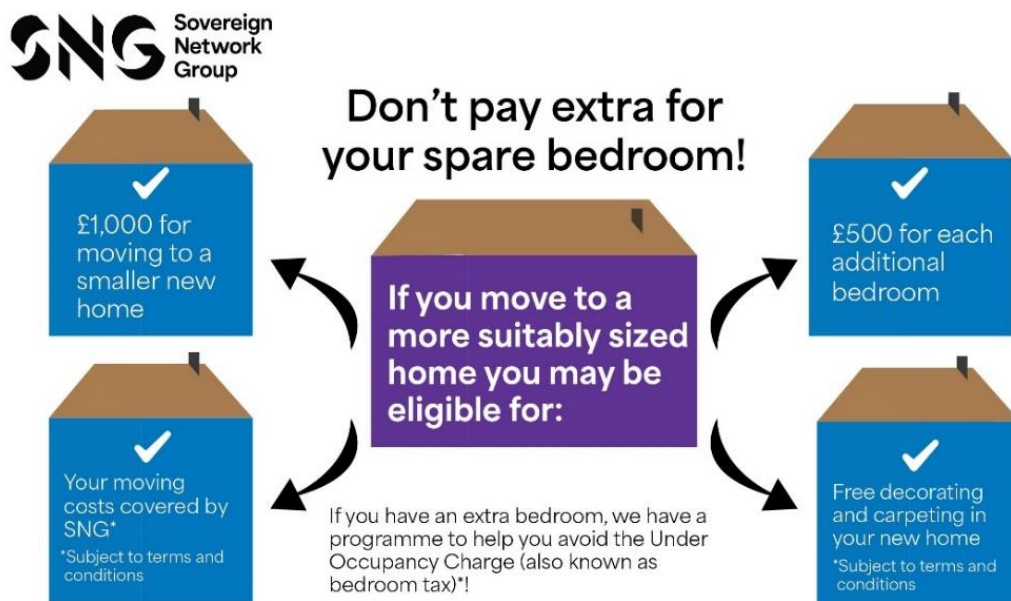 SNG
Sovereign
Network
Group
Don't pay extra for
your spare bedroom!
£1,000 for
moving to a
smaller new
home
£500 for each
additional
bedroom
If you move to a
more suitably sized
home you may be
eligible for:
Your moving
costs covered by
SNG*
*Subject to terms and
conditions
If you have an extra bedroom, we have a
programme to help you avoid the Under
Occupancy Charge (also known as
bedroom tax)*!
Free decorating
and carpeting in
your new home
*Subject to terms and
conditions